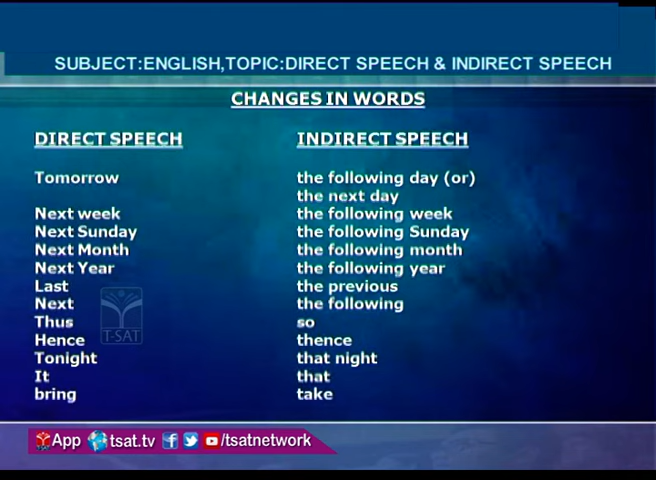 SUBJECT:ENGLISH,TOPIC:DIRECT SPEECH & INDIRECT SPEECH
CHANGES IN WORDS
DIRECT SPEECH INDIRECT SPEECH
Tomorrow the following day (or)
the next day
Next week the following week
Next Sunday the following Sunday
Next Month the following month
Next Year the following year
Last the previous
Next the following
Thus so
Hence thence
Tonight that night
It that
bring take
T-SAT
App tsat.tv /tsatnetwork